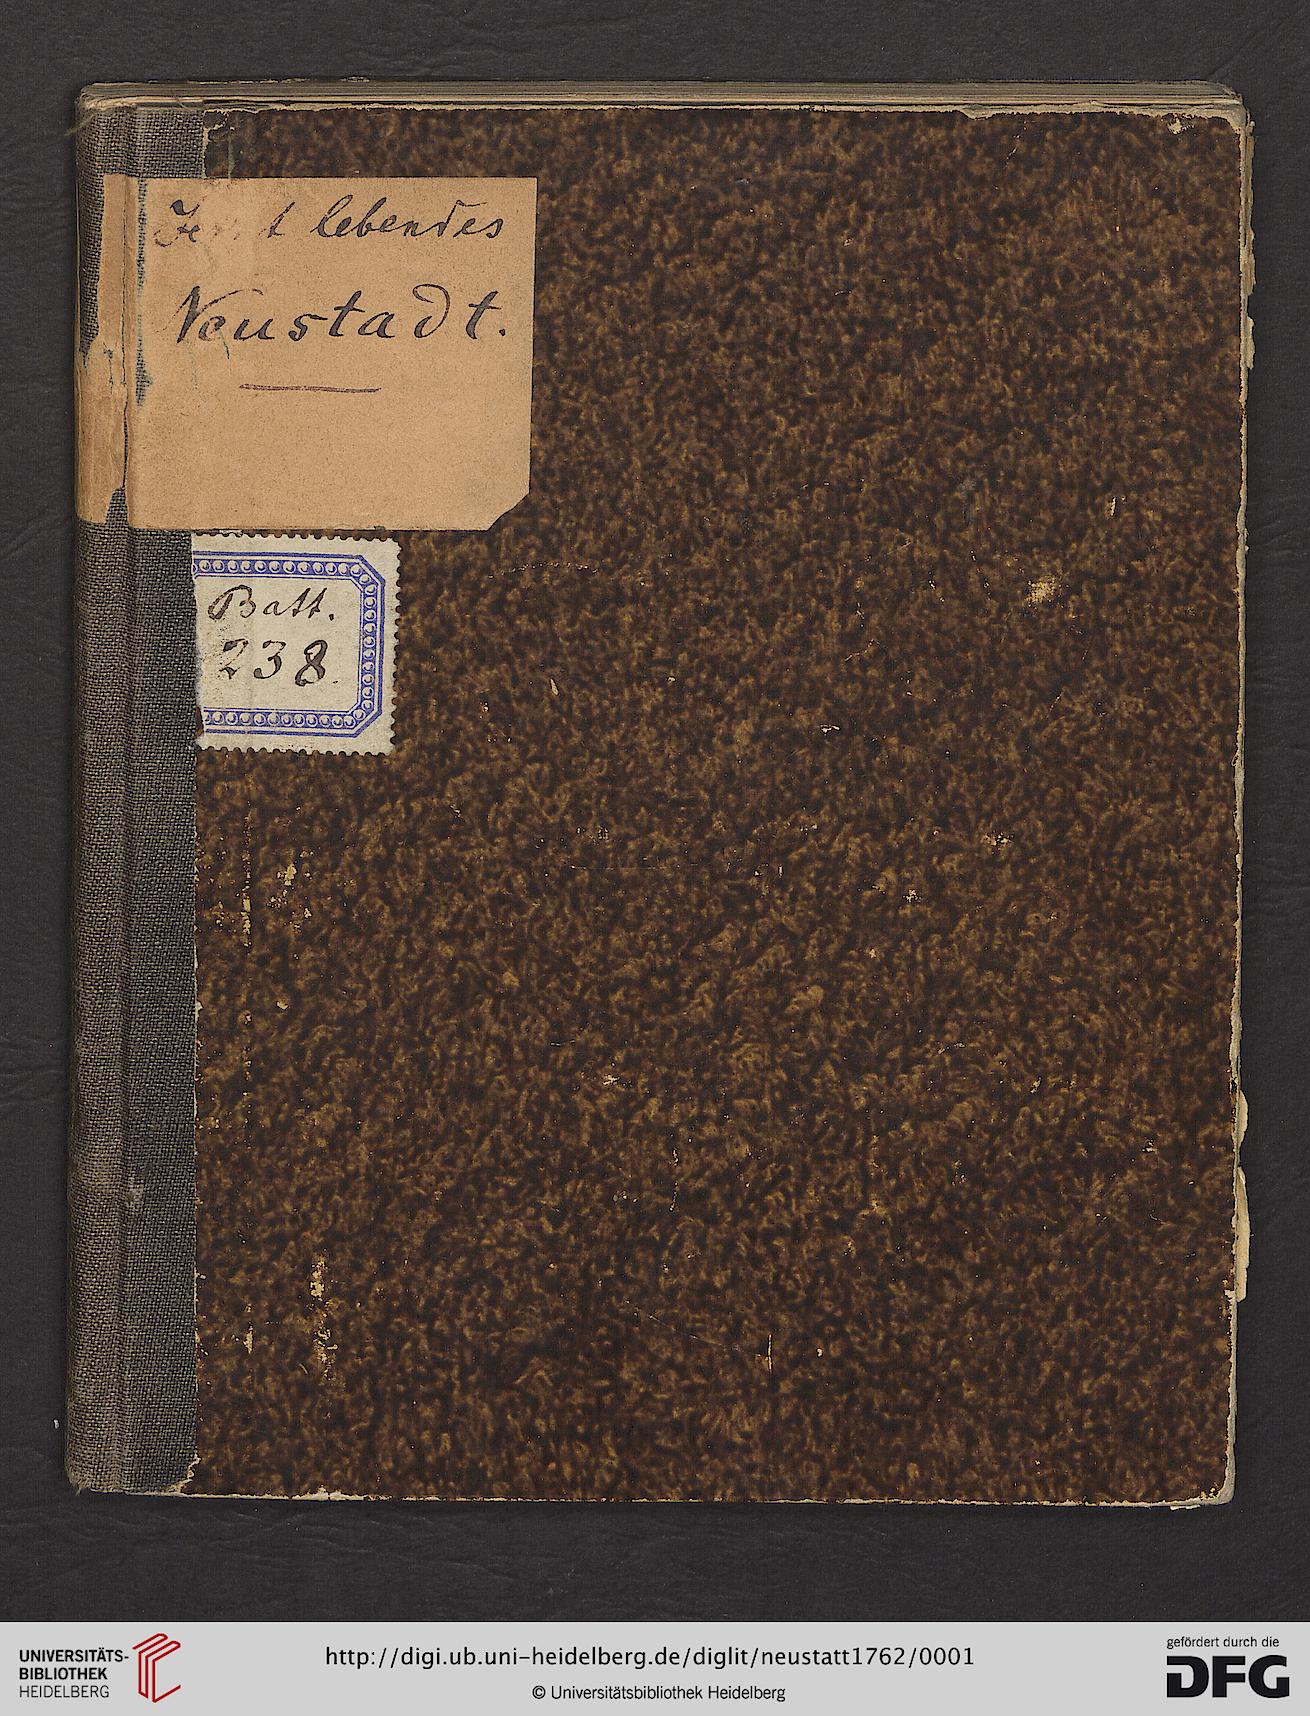 lebendes
Neustadt.
Batt.
238.
UNIVERSITÄTS-
BIBLIOTHEK
HEIDELBERG
http://digi.ub.uni-heidelberg.de/diglit/neustatt1762/0001
© Universitätsbibliothek Heidelberg
gefördert durch die
DFG